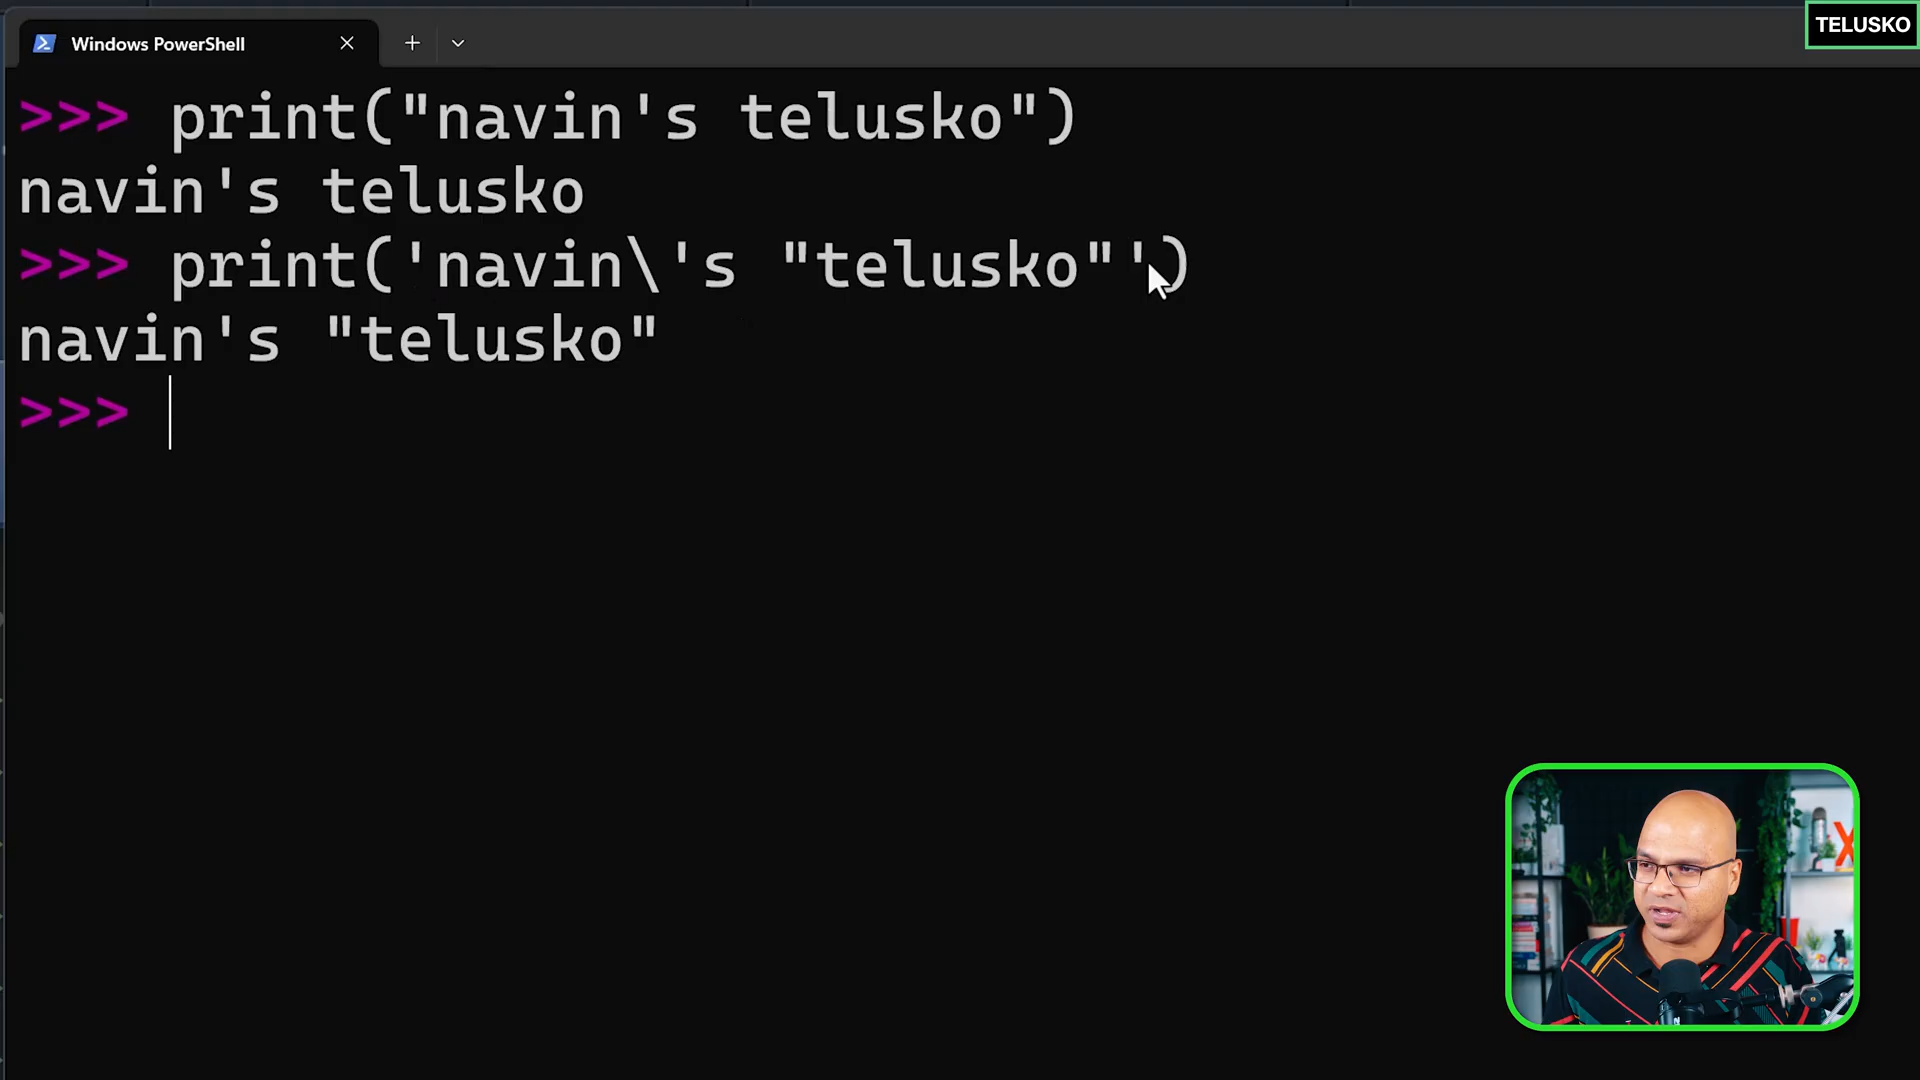 TELUSKO
Windows PowerShell
>>> print("navin's telusko")
navin's telusko
>>> print('navin\'s "telusko"')
navin's "telusko"
>>>